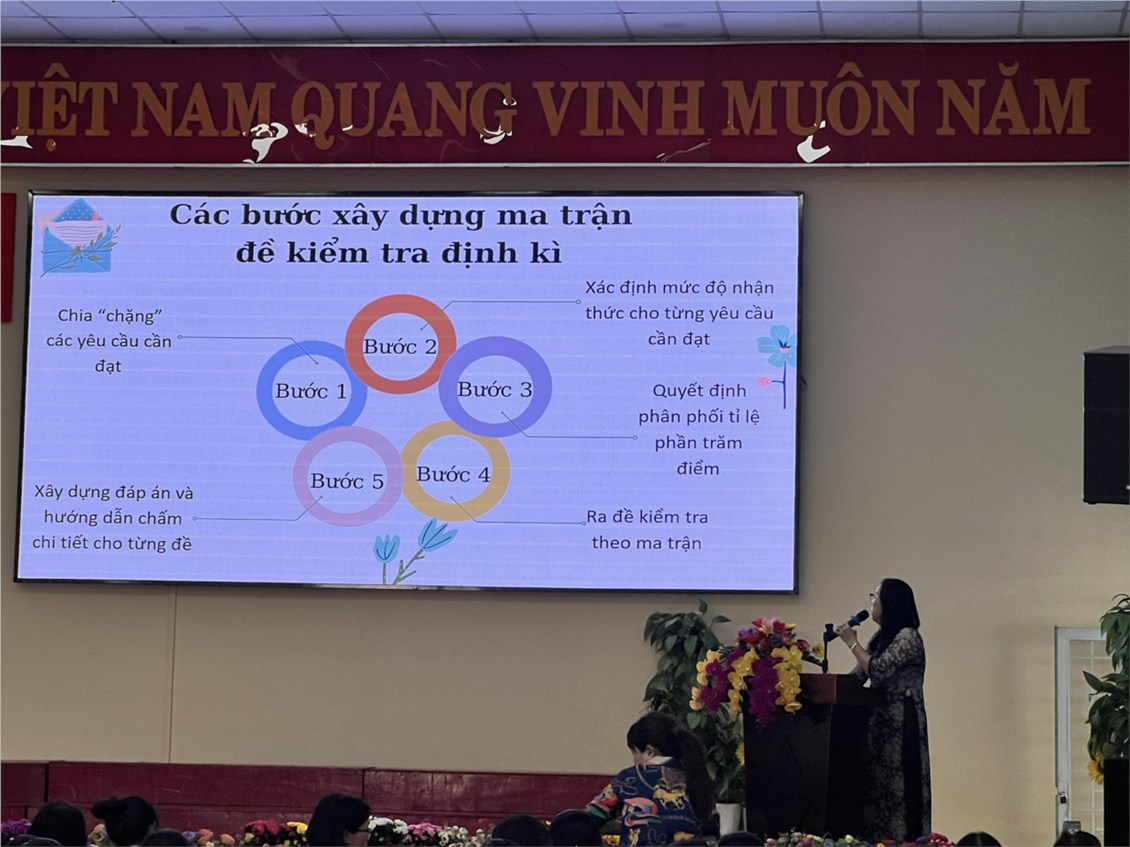 VIỆT NAM QUANG VINH MUÔN NĂM
Các bước xây dựng ma trận
đề kiểm tra định kì
Chia “chặng”
các yêu cầu cần
đạt
Bước 1
Bước 2
Xác định mức độ nhận
thức cho từng yêu cầu
cần đạt
Bước 3
Quyết định
phân phối tỉ lệ
phần trăm
điểm
Bước 4
Ra đề kiểm tra
theo ma trận
Bước 5
Xây dựng đáp án và
hướng dẫn chấm
chi tiết cho từng đề